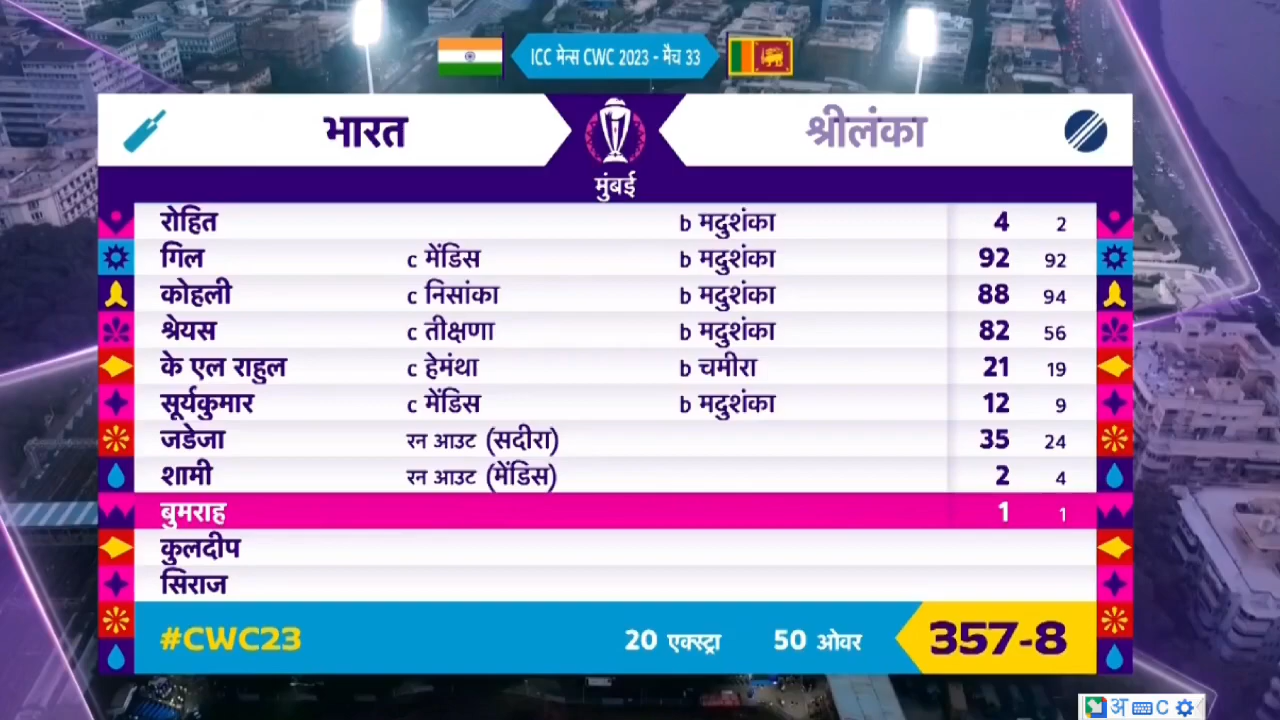 ICC मेन्स CWC 2023 - मैच 33
भारत श्रीलंका
मुंबई
रोहित b मदुशंका 4 2
गिल c मेंडिस b मदुशंका 92 92
कोहली c निसांका b मदुशंका 88 94
श्रेयस c तीक्षणा b मदुशंका 82 56
के एल राहुल c हेमंथा b चमीरा 21 19
सूर्यकुमार c मेंडिस b मदुशंका 12 9
जडेजा रन आउट (सदीरा) 35 24
शामी रन आउट (मेंडिस) 2 4
बुमराह 1 1
कुलदीप
सिराज
#CWC23 20 एक्स्ट्रा 50 ओवर 357-8
अ C